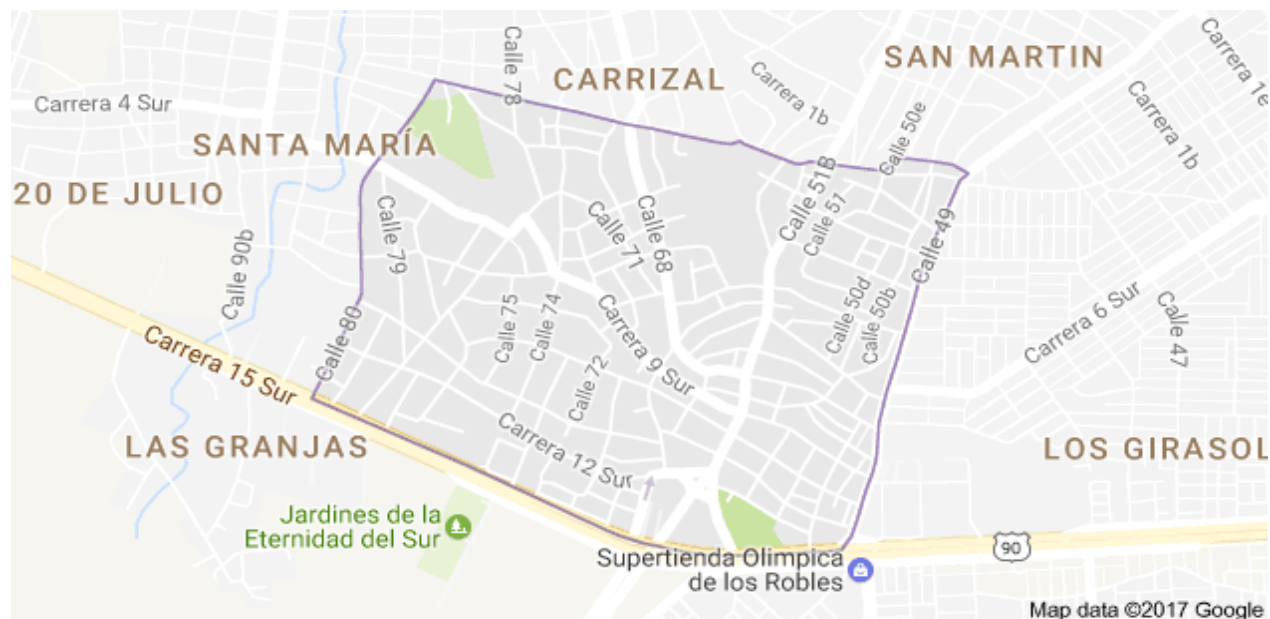 SAN MARTIN
CARRIZAL
Calle 78
Carrera 1b
Carrera 1e
Carrera 4 Sur
Calle 50e
Carrera 1b
SANTA MARÍA
20 DE JULIO
Calle 51B
Calle 57
Calle 79
Calle 71
Calle 68
Calle 49
Calle 90b
Calle 75
Calle 74
Calle 50d
Calle 50b
Carrera 6 Sur
Calle 47
Calle 80
Carrera 15 Sur
Carrera 9 Sur
Calle 72
Carrera 12 Sur
LAS GRANJAS
LOS GIRASOL
Jardines de la
Eternidad del Sur
90
Supertienda Olimpica
de los Robles
Map data ©2017 Google